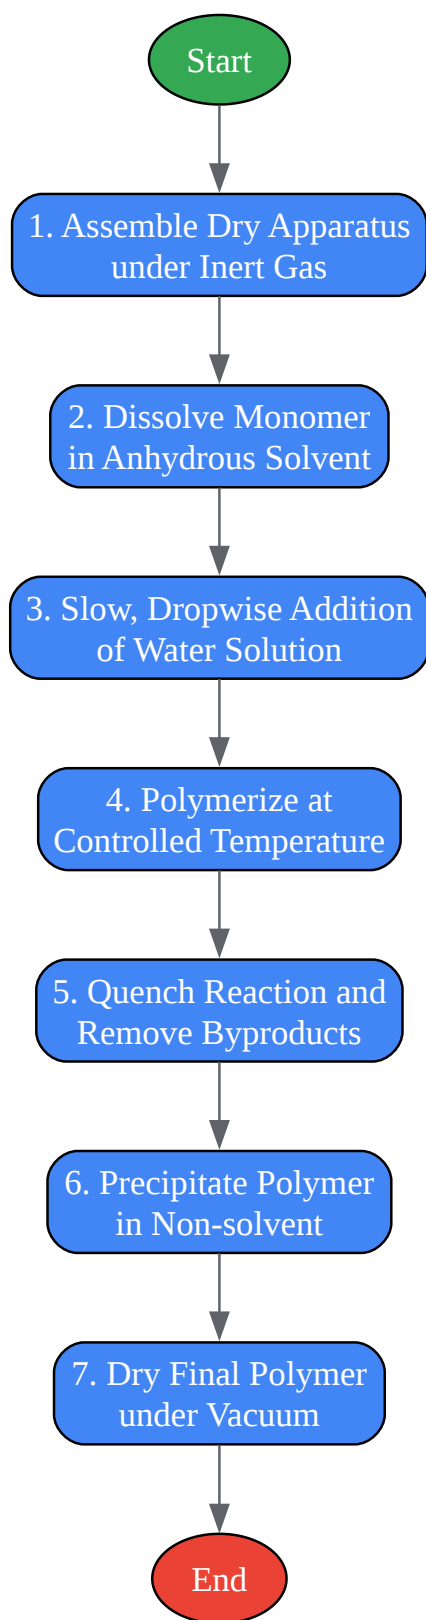 Start
1. Assemble Dry Apparatus
under Inert Gas
2. Dissolve Monomer
in Anhydrous Solvent
3. Slow, Dropwise Addition
of Water Solution
4. Polymerize at
Controlled Temperature
5. Quench Reaction and
Remove Byproducts
6. Precipitate Polymer
in Non-solvent
7. Dry Final Polymer
under Vacuum
End